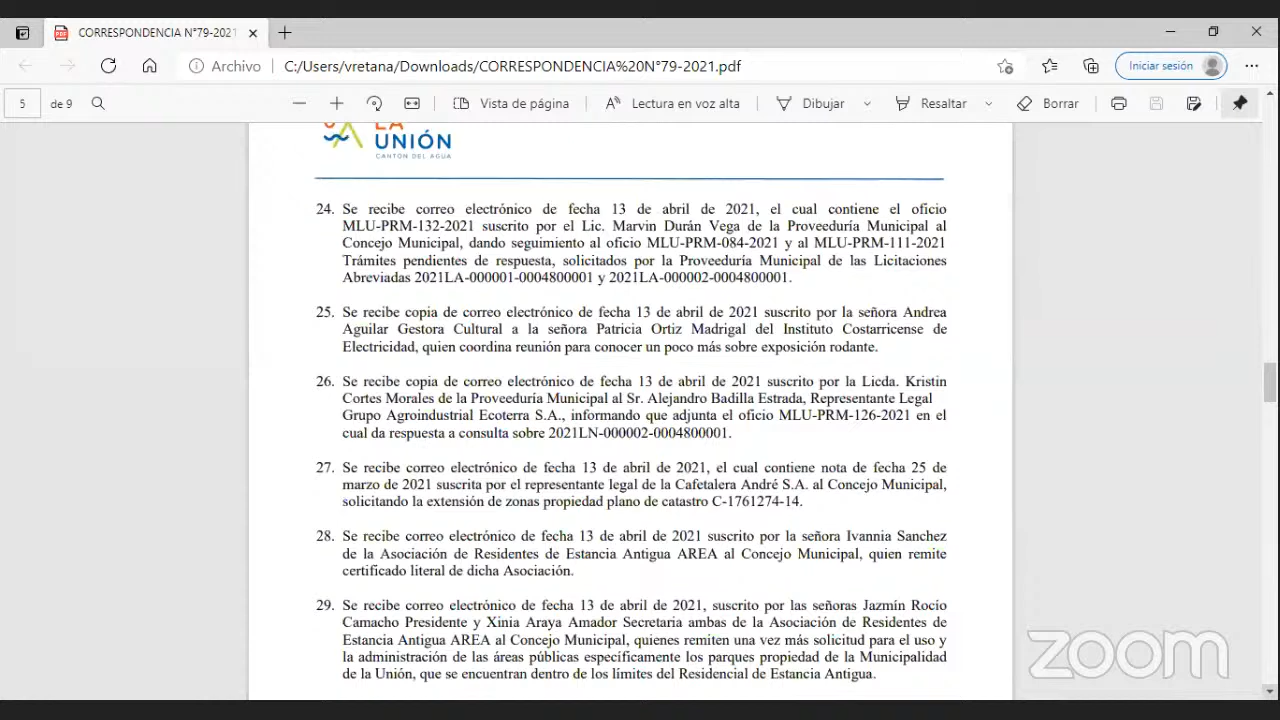 CORRESPONDENCIA N°79-2021
Archivo
C:/Users/vretana/Downloads/CORRESPONDENCIA%20N°79-2021.pdf
Iniciar sesión
5 de 9
Vista de página
Lectura en voz alta
Dibujar
Resaltar
Borrar
LA
UNIÓN
CANTÓN DEL AGUA
24. Se recibe correo electrónico de fecha 13 de abril de 2021, el cual contiene el oficio
MLU-PRM-132-2021 suscrito por el Lic. Marvin Durán Vega de la Proveeduría Municipal al
Concejo Municipal, dando seguimiento al oficio MLU-PRM-084-2021 y al MLU-PRM-111-2021
Trámites pendientes de respuesta, solicitados por la Proveeduría Municipal de las Licitaciones
Abreviadas 2021LA-000001-0004800001 y 2021LA-000002-0004800001.
25. Se recibe copia de correo electrónico de fecha 13 de abril de 2021 suscrito por la señora Andrea
Aguilar Gestora Cultural a la señora Patricia Ortiz Madrigal del Instituto Costarricense de
Electricidad, quien coordina reunión para conocer un poco más sobre exposición rodante.
26. Se recibe copia de correo electrónico de fecha 13 de abril de 2021 suscrito por la Licda. Kristin
Cortes Morales de la Proveeduría Municipal al Sr. Alejandro Badilla Estrada, Representante Legal
Grupo Agroindustrial Ecoterra S.A., informando que adjunta el oficio MLU-PRM-126-2021 en el
cual da respuesta a consulta sobre 2021LN-000002-0004800001.
27. Se recibe correo electrónico de fecha 13 de abril de 2021, el cual contiene nota de fecha 25 de
marzo de 2021 suscrita por el representante legal de la Cafetalera André S.A. al Concejo Municipal,
solicitando la extensión de zonas propiedad plano de catastro C-1761274-14.
28. Se recibe correo electrónico de fecha 13 de abril de 2021 suscrito por la señora Ivannia Sanchez
de la Asociación de Residentes de Estancia Antigua AREA al Concejo Municipal, quien remite
certificado literal de dicha Asociación.
29. Se recibe correo electrónico de fecha 13 de abril de 2021, suscrito por las señoras Jazmín Rocío
Camacho Presidente y Xinia Araya Amador Secretaria ambas de la Asociación de Residentes de
Estancia Antigua AREA al Concejo Municipal, quienes remiten una vez más solicitud para el uso y
la administración de las áreas públicas específicamente los parques propiedad de la Municipalidad
de la Unión, que se encuentran dentro de los límites del Residencial de Estancia Antigua.
zoom